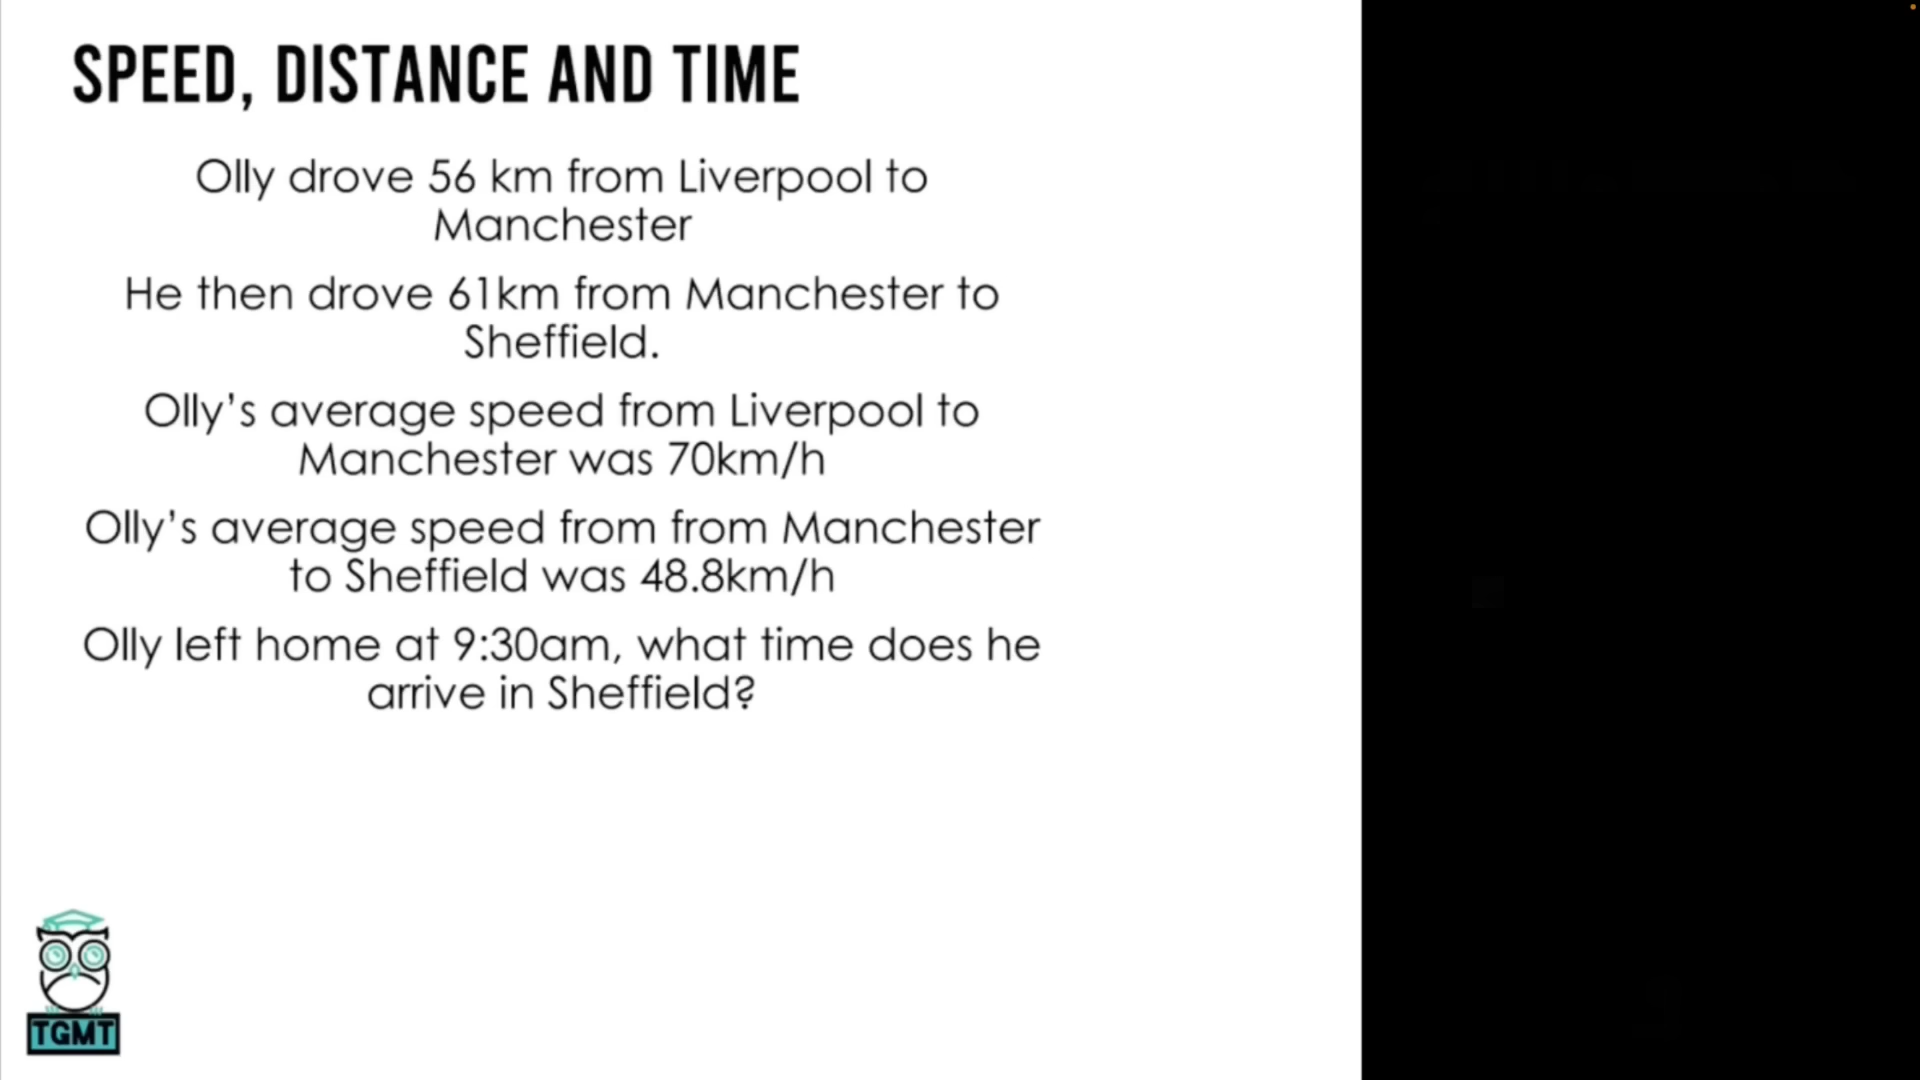 SPEED, DISTANCE AND TIME
Olly drove 56 km from Liverpool to
Manchester
He then drove 61km from Manchester to
Sheffield.
Olly’s average speed from Liverpool to
Manchester was 70km/h
Olly’s average speed from from Manchester
to Sheffield was 48.8km/h
Olly left home at 9:30am, what time does he
arrive in Sheffield?
TGMT